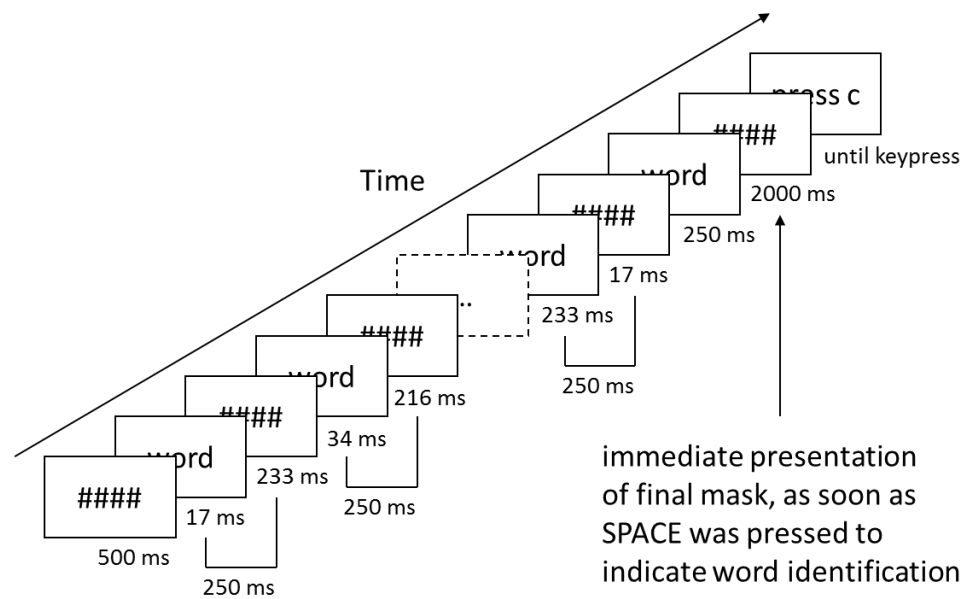 press c
####
until keypress
word
2000 ms
Time
####
250 ms
word
17 ms
..
233 ms
####
250 ms
word
216 ms
####
34 ms
word
233 ms
250 ms
####
17 ms
500 ms
250 ms
immediate presentation
of final mask, as soon as
SPACE was pressed to
indicate word identification